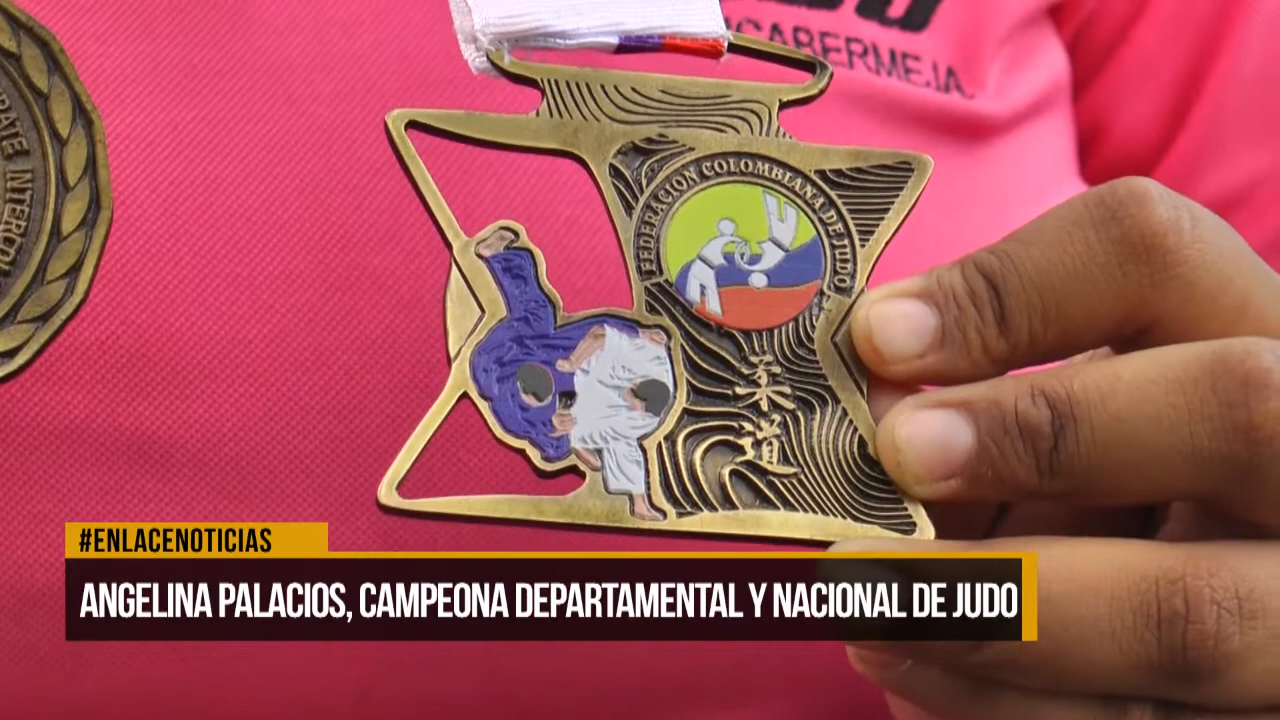 CABERMEJA
FEDERACION COLOMBIANA DE JUDO
柔
道
#ENLACENOTICIAS
ANGELINA PALACIOS, CAMPEONA DEPARTAMENTAL Y NACIONAL DE JUDO